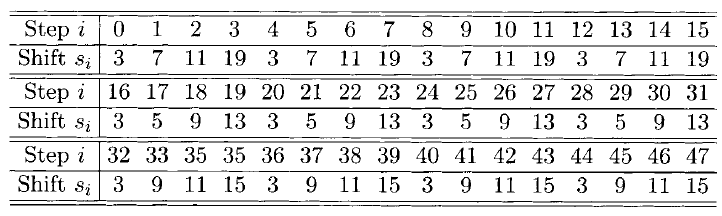 Step i 0 1 2 3 4 5 6 7 8 9 10 11 12 13 14 15
Shift sᵢ 3 7 11 19 3 7 11 19 3 7 11 19 3 7 11 19
Step i 16 17 18 19 20 21 22 23 24 25 26 27 28 29 30 31
Shift sᵢ 3 5 9 13 3 5 9 13 3 5 9 13 3 5 9 13
Step i 32 33 35 35 36 37 38 39 40 41 42 43 44 45 46 47
Shift sᵢ 3 9 11 15 3 9 11 15 3 9 11 15 3 9 11 15